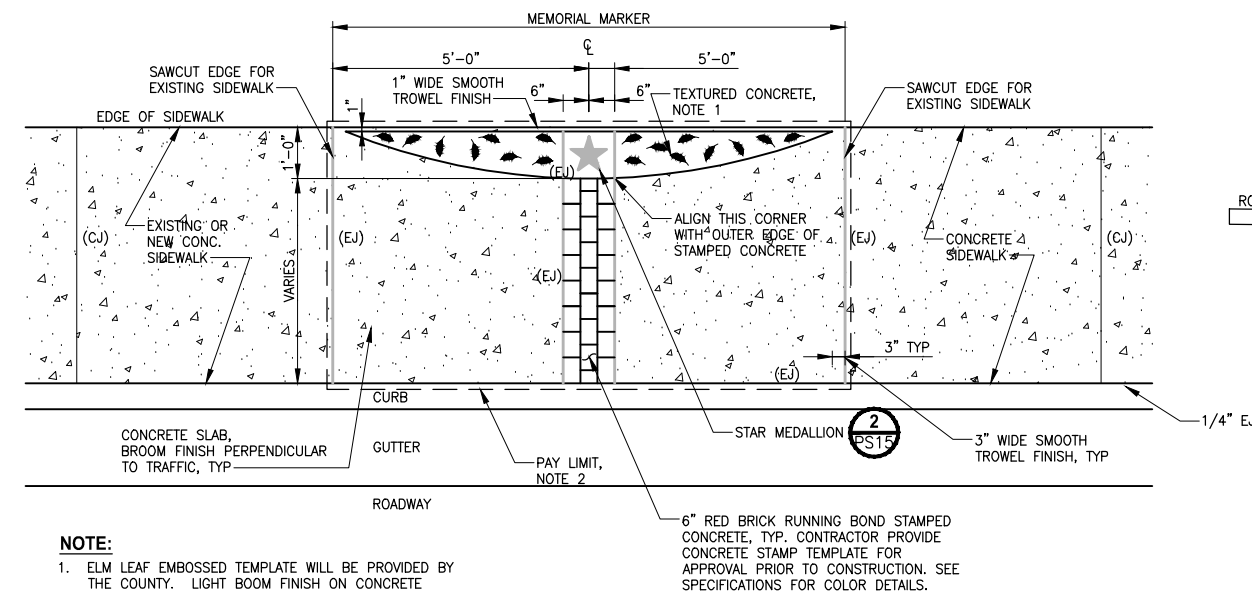 MEMORIAL MARKER
℄
5'-0"
5'-0"
SAWCUT EDGE FOR
EXISTING SIDEWALK
1" WIDE SMOOTH
TROWEL FINISH
6"
6"
TEXTURED CONCRETE,
NOTE 1
SAWCUT EDGE FOR
EXISTING SIDEWALK
EDGE OF SIDEWALK
1"
1'-0"
(EJ)
EXISTING OR
NEW CONC.
SIDEWALK
(CJ)
(EJ)
ALIGN THIS CORNER
WITH OUTER EDGE OF
STAMPED CONCRETE
(EJ)
CONCRETE
SIDEWALK
(CJ)
VARIES
(EJ)
3" TYP
(EJ)
CURB
1/4" EJ
CONCRETE SLAB,
BROOM FINISH PERPENDICULAR
TO TRAFFIC, TYP
GUTTER
STAR MEDALLION
2
PS15
3" WIDE SMOOTH
TROWEL FINISH, TYP
PAY LIMIT,
NOTE 2
ROADWAY
6" RED BRICK RUNNING BOND STAMPED
CONCRETE, TYP. CONTRACTOR PROVIDE
CONCRETE STAMP TEMPLATE FOR
APPROVAL PRIOR TO CONSTRUCTION. SEE
SPECIFICATIONS FOR COLOR DETAILS.
NOTE:
1. ELM LEAF EMBOSSED TEMPLATE WILL BE PROVIDED BY
THE COUNTY. LIGHT BOOM FINISH ON CONCRETE